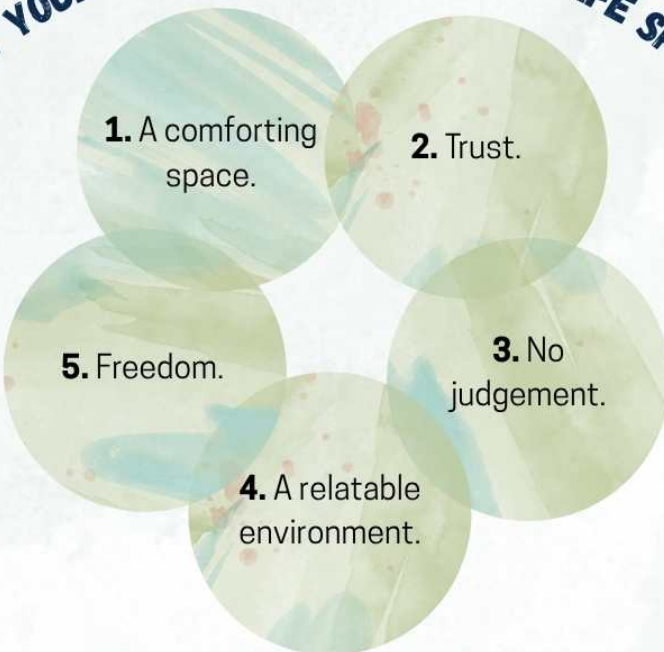 1. A comforting
space.
2. Trust.
3. No
judgement.
4. A relatable
environment.
5. Freedom.